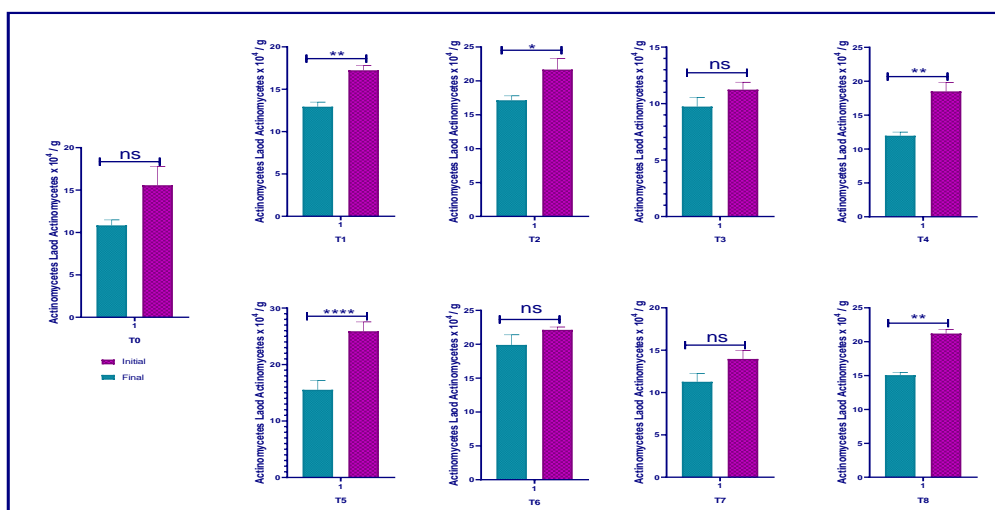 Actinomycetes Laod Actinomycetes x 10⁴ / g
20
15
10
5
0
ns
1
T0
Initial
Final
Actinomycetes Laod Actinomycetes x 10⁴ / g
20
15
10
5
0
**
1
T1
Actinomycetes Laod Actinomycetes x 10⁴ / g
25
20
15
10
5
0
*
1
T2
Actinomycetes Laod Actinomycetes x 10⁴ / g
15
10
5
0
ns
1
T3
Actinomycetes Laod Actinomycetes x 10⁴ / g
25
20
15
10
5
0
**
1
T4
Actinomycetes Laod Actinomycetes x 10⁴ / g
30
20
10
0
****
1
T5
Actinomycetes Laod Actinomycetes x 10⁴ / g
25
20
15
10
5
0
ns
1
T6
Actinomycetes Laod Actinomycetes x 10⁴ / g
20
15
10
5
0
ns
1
T7
Actinomycetes Laod Actinomycetes x 10⁴ / g
25
20
15
10
5
0
**
1
T8